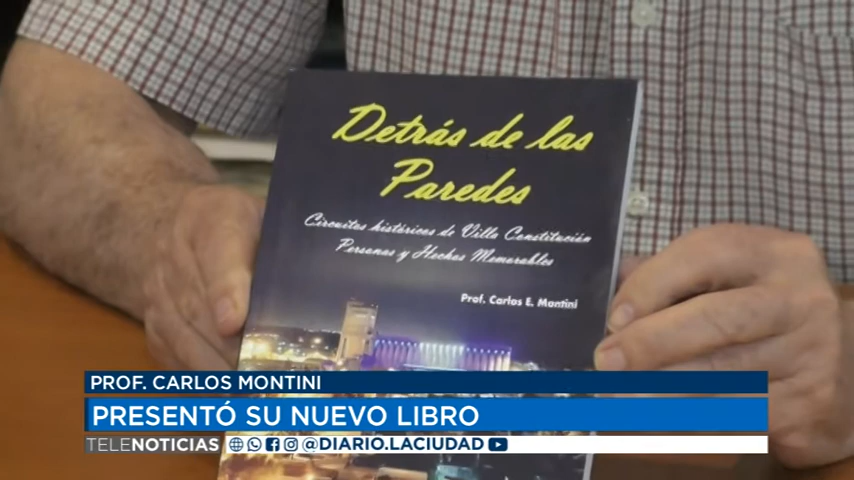 Detrás de las
Paredes
Circuitos históricos de Villa Constitución
Personas y Hechos Memorables
Prof. Carlos E. Montini
PROF. CARLOS MONTINI
PRESENTÓ SU NUEVO LIBRO
TELENOTICIAS @DIARIO.LACIUDAD